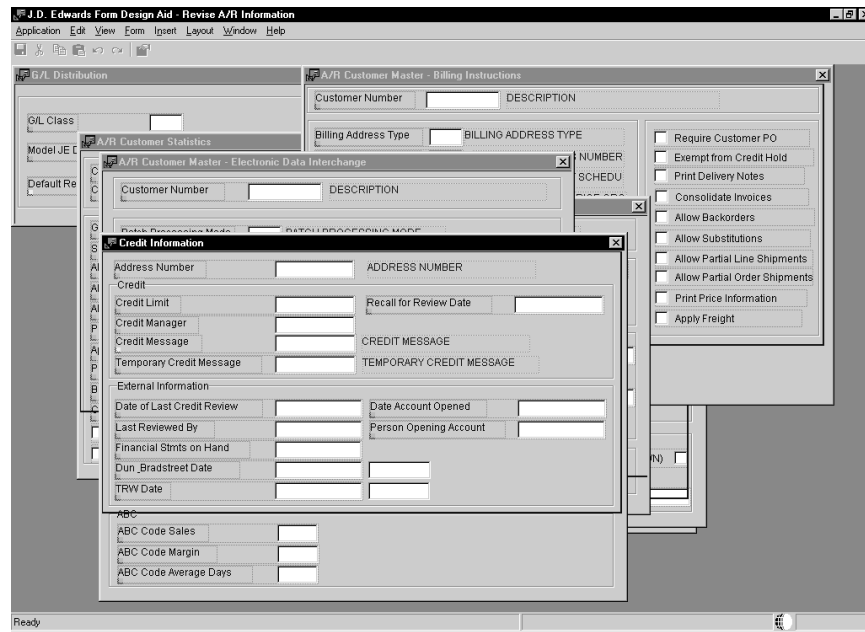 J.D. Edwards Form Design Aid - Revise A/R Information
Application Edit View Form Insert Layout Window Help
G/L Distribution
G/L Class
Model JE D
Default Re
A/R Customer Master - Billing Instructions
Customer Number DESCRIPTION
Billing Address Type BILLING ADDRESS TYPE
NUMBER
SCHEDU
Require Customer PO
Exempt from Credit Hold
Print Delivery Notes
Consolidate Invoices
Allow Backorders
Allow Substitutions
Allow Partial Line Shipments
Allow Partial Order Shipments
Print Price Information
Apply Freight
A/R Customer Statistics
A/R Customer Master - Electronic Data Interchange
Customer Number DESCRIPTION
Batch Processing Mode BATCH PROCESSING MODE
Credit Information
Address Number ADDRESS NUMBER
Credit
Credit Limit Recall for Review Date
Credit Manager
Credit Message CREDIT MESSAGE
Temporary Credit Message TEMPORARY CREDIT MESSAGE
External Information
Date of Last Credit Review Date Account Opened
Last Reviewed By Person Opening Account
Financial Stmts on Hand
Dun_Bradstreet Date
TRW Date
ABC
ABC Code Sales
ABC Code Margin
ABC Code Average Days
Ready